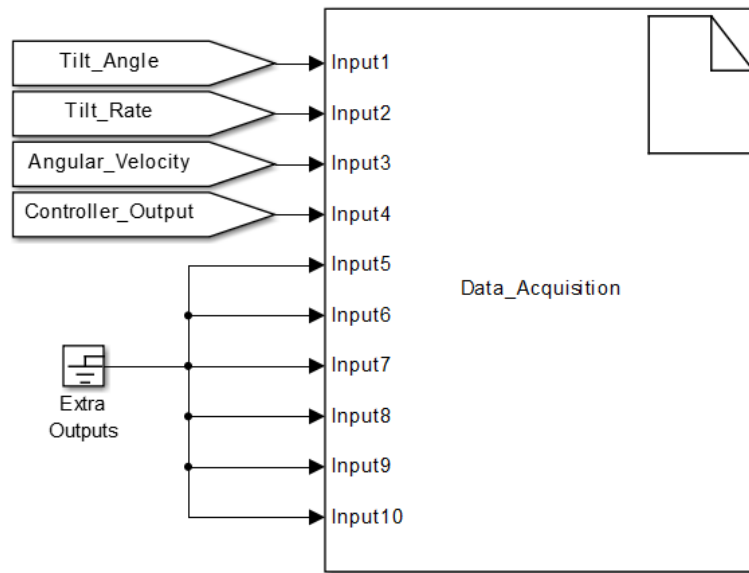 Tilt_Angle
Input1
Tilt_Rate
Input2
Angular_Velocity
Input3
Controller_Output
Input4
Input5
Data_Acquisition
Input6
Input7
Extra
Outputs
Input8
Input9
Input10